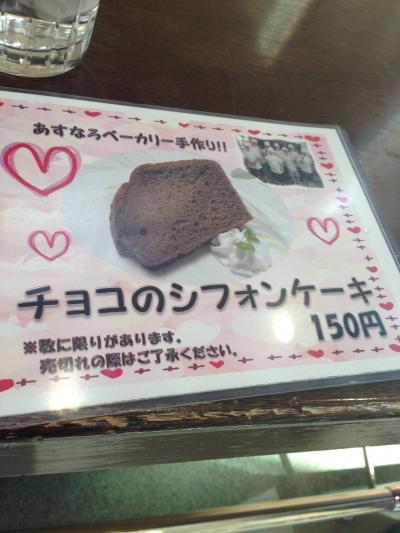 あすなろベーカリー手作り!!
チョコのシフォンケーキ
150円
※数に限りがあります。
売切れの際はご了承ください。